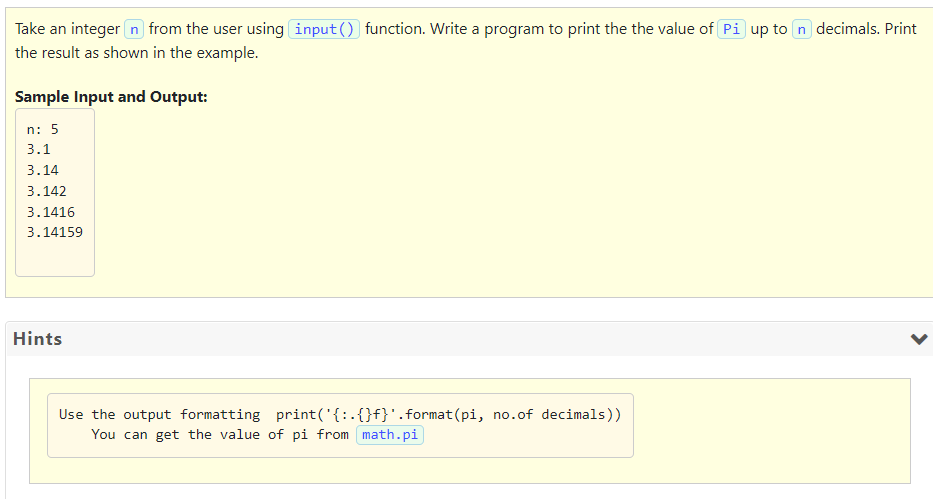 Take an integer n from the user using input() function. Write a program to print the the value of Pi up to n decimals. Print
the result as shown in the example.
Sample Input and Output:
n: 5
3.1
3.14
3.142
3.1416
3.14159
Hints
Use the output formatting  print('{:.{}f}'.format(pi, no.of decimals))
You can get the value of pi from math.pi